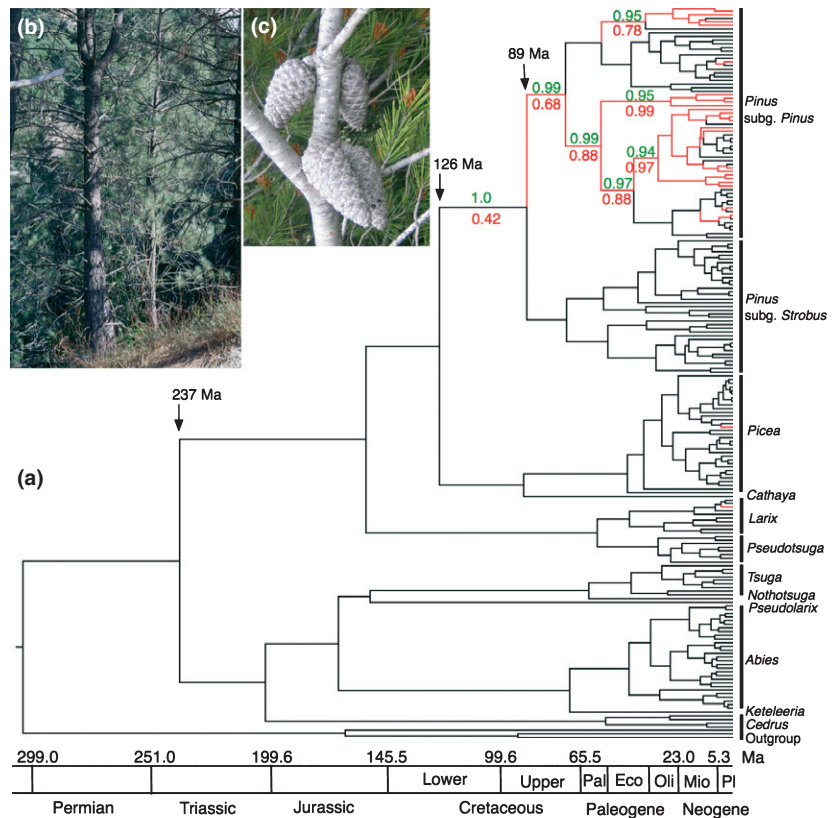 (b)
(c)
0.95
0.78
89 Ma
0.99
0.68
0.95
0.99
Pinus
subg. Pinus
0.99
0.88
0.94
0.97
126 Ma
0.97
0.88
1.0
0.42
Pinus
subg. Strobus
237 Ma
Picea
(a)
Cathaya
Larix
Pseudotsuga
Tsuga
Nothotsuga
Pseudolarix
Abies
Keteleeria
Cedrus
Outgroup
299.0 251.0 199.6 145.5 99.6 65.5 23.0 5.3 Ma
Lower Upper Pal Eco Oli Mio Pl
Permian Triassic Jurassic Cretaceous Paleogene Neogene